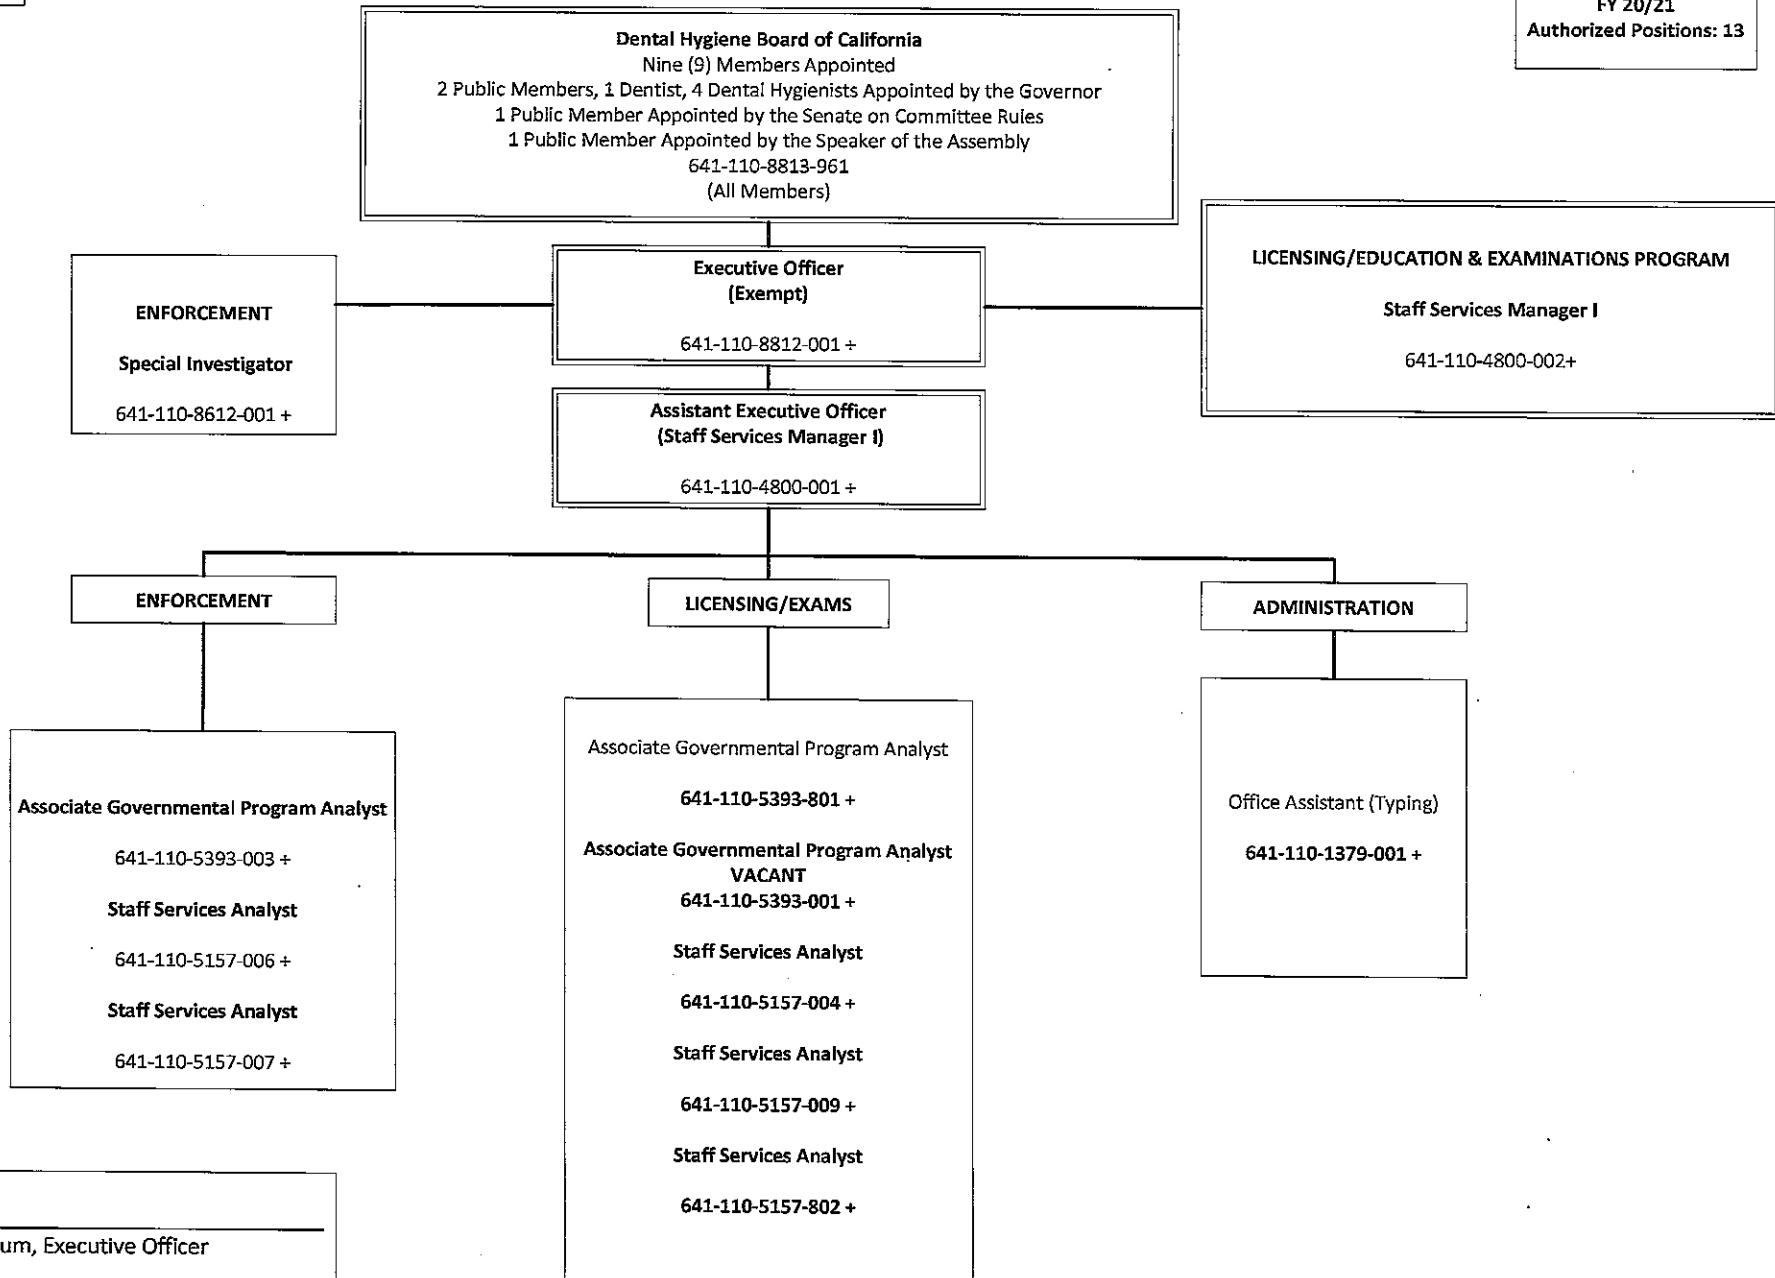 FY 20/21
Authorized Positions: 13
Dental Hygiene Board of California
Nine (9) Members Appointed
2 Public Members, 1 Dentist, 4 Dental Hygienists Appointed by the Governor
1 Public Member Appointed by the Senate on Committee Rules
1 Public Member Appointed by the Speaker of the Assembly
641-110-8813-961
(All Members)
ENFORCEMENT
Special Investigator
641-110-8612-001 +
Executive Officer
(Exempt)
641-110-8812-001 +
LICENSING/EDUCATION & EXAMINATIONS PROGRAM
Staff Services Manager I
641-110-4800-002+
Assistant Executive Officer
(Staff Services Manager I)
641-110-4800-001 +
ENFORCEMENT
LICENSING/EXAMS
ADMINISTRATION
Associate Governmental Program Analyst
641-110-5393-003 +
Staff Services Analyst
641-110-5157-006 +
Staff Services Analyst
641-110-5157-007 +
Associate Governmental Program Analyst
641-110-5393-801 +
Associate Governmental Program Analyst
VACANT
641-110-5393-001 +
Staff Services Analyst
641-110-5157-004 +
Staff Services Analyst
641-110-5157-009 +
Staff Services Analyst
641-110-5157-802 +
Office Assistant (Typing)
641-110-1379-001 +
um, Executive Officer